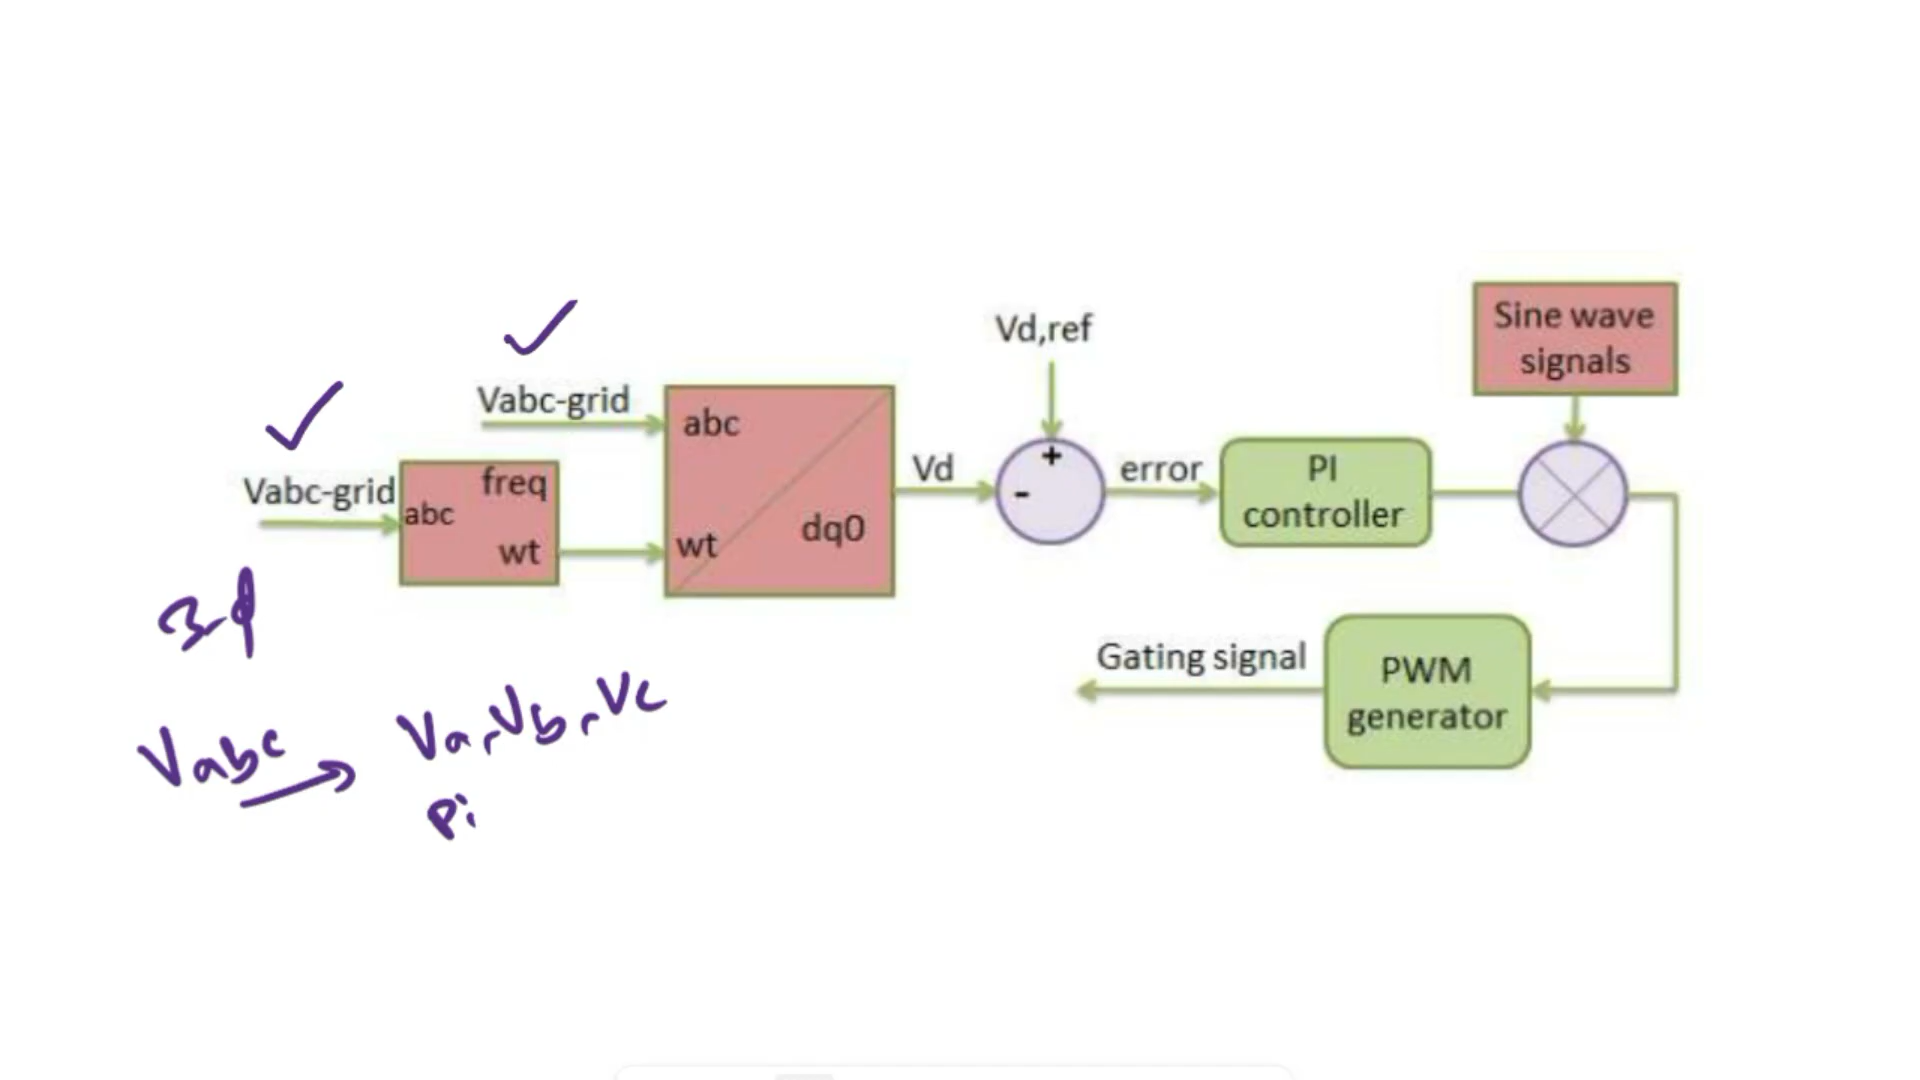 Sine wave
signals
Vd,ref
Vabc-grid
abc
wt
dq0
Vabc-grid
abc
freq
wt
Vd
+
-
error
PI
controller
Gating signal
PWM
generator
3-ϕ
Vabc → Va, Vb, Vc
Pi